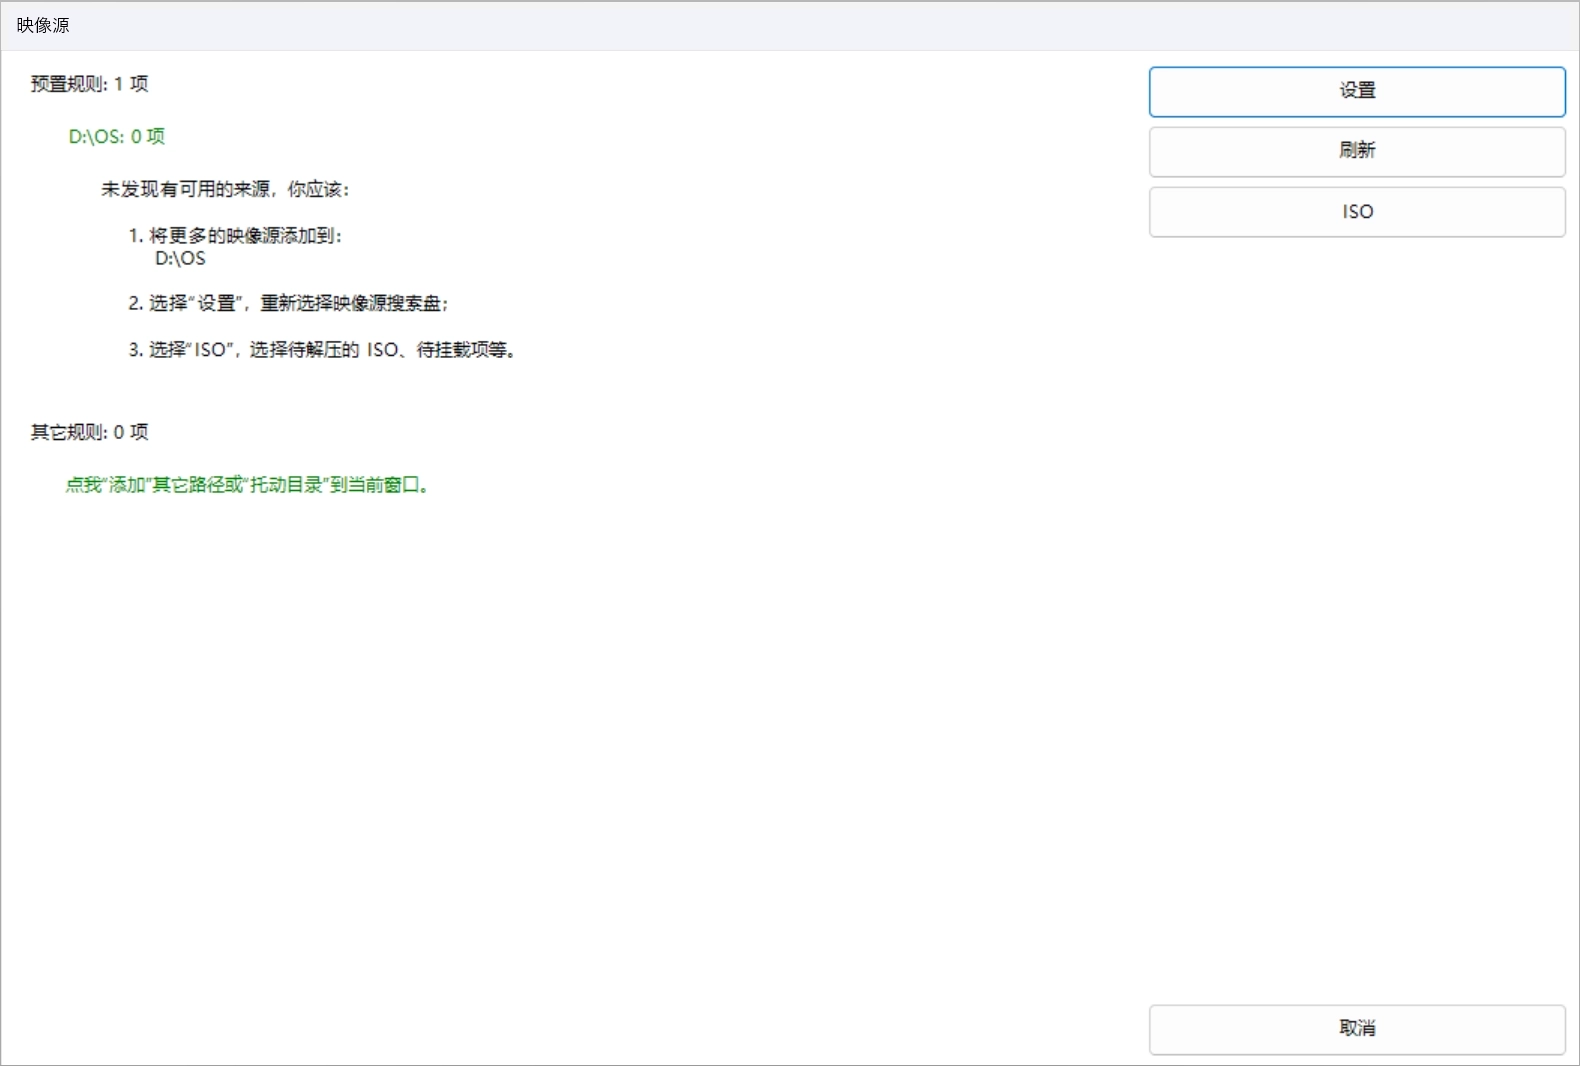 映像源
预置规则: 1 项
D:\OS: 0 项
未发现有可用的来源，你应该：
1. 将更多的映像源添加到：
D:\OS
2. 选择“设置”，重新选择映像源搜索盘；
3. 选择“ISO”，选择待解压的 ISO、待挂载项等。
其它规则: 0 项
点我“添加”其它路径或“托动目录”到当前窗口。
设置
刷新
ISO
取消